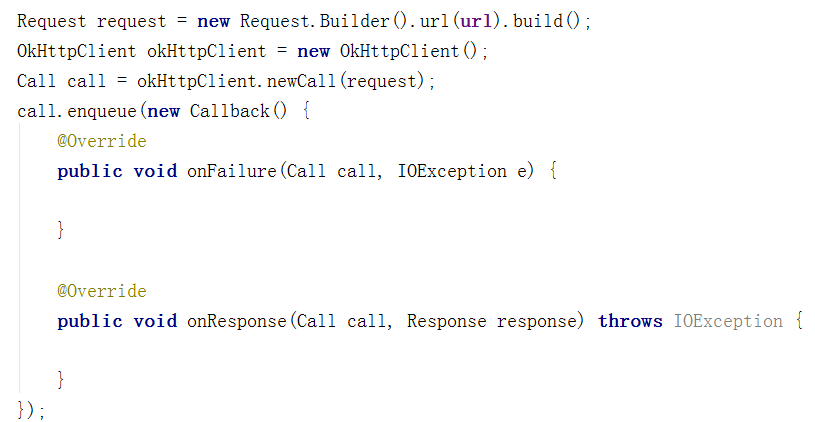 Request request = new Request.Builder().url(url).build();
OkHttpClient okHttpClient = new OkHttpClient();
Call call = okHttpClient.newCall(request);
call.enqueue(new Callback() {
    @Override
    public void onFailure(Call call, IOException e) {

    }

    @Override
    public void onResponse(Call call, Response response) throws IOException {

    }
});